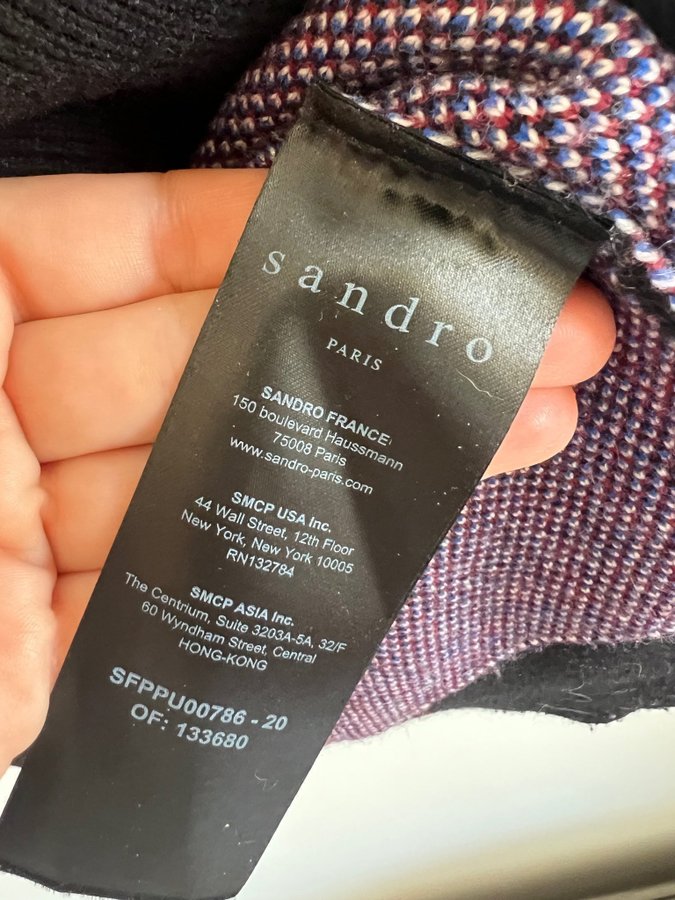 sandro
PARIS
SANDRO FRANCE
150 boulevard Haussmann
75008 Paris
www.sandro-paris.com
SMCP USA Inc.
44 Wall Street, 12th Floor
New York, New York 10005
RN132784
SMCP ASIA Inc.
The Centrium, Suite 3203A-5A, 32/F
60 Wyndham Street, Central
HONG-KONG
SFPPU00786 - 20
OF: 133680